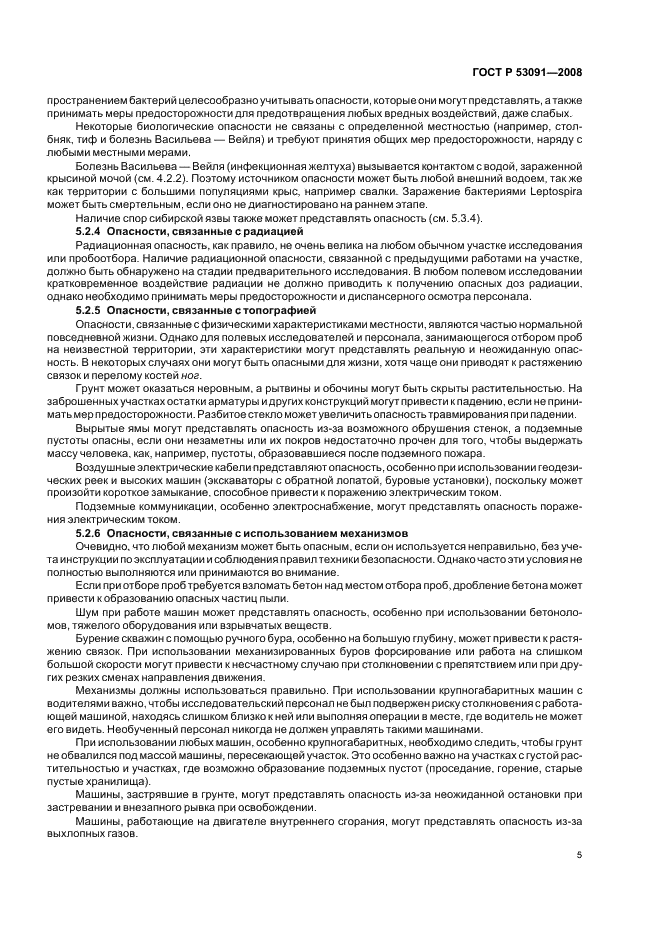 ГОСТ Р 53091—2008
пространением бактерий целесообразно учитывать опасности, которые они могут представлять, а также
принимать меры предосторожности для предотвращения любых вредных воздействий, даже слабых.
Некоторые биологические опасности не связаны с определенной местностью (например, стол-
бняк, тиф и болезнь Васильева — Вейля) и требуют принятия общих мер предосторожности, наряду с
любыми местными мерами.
Болезнь Васильева — Вейля (инфекционная желтуха) вызывается контактом с водой, зараженной
крысиной мочой (см. 4.2.2). Поэтому источником опасности может быть любой внешний водоем, так же
как территории с большими популяциями крыс, например свалки. Заражение бактериями Leptospira
может быть смертельным, если оно не диагностировано на раннем этапе.
Наличие спор сибирской язвы также может представлять опасность (см. 5.3.4).
5.2.4 Опасности, связанные с радиацией
Радиационная опасность, как правило, не очень велика на любом обычном участке исследования
или пробоотбора. Наличие радиационной опасности, связанной с предыдущими работами на участке,
должно быть обнаружено на стадии предварительного исследования. В любом полевом исследовании
кратковременное воздействие радиации не должно приводить к получению опасных доз радиации,
однако необходимо принимать меры предосторожности и диспансерного осмотра персонала.
5.2.5 Опасности, связанные с топографией
Опасности, связанные с физическими характеристиками местности, являются частью нормальной
повседневной жизни. Однако для полевых исследователей и персонала, занимающегося отбором проб
на неизвестной территории, эти характеристики могут представлять реальную и неожиданную опас-
ность. В некоторых случаях они могут быть опасными для жизни, хотя чаще они приводят к растяжению
связок и перелому костей ног.
Грунт может оказаться неровным, а рытвины и обочины могут быть скрыты растительностью. На
заброшенных участках остатки арматуры и других конструкций могут привести к падению, если не прини-
мать мер предосторожности. Разбитое стекло может увеличить опасность травмирования при падении.
Вырытые ямы могут представлять опасность из-за возможного обрушения стенок, а подземные
пустоты опасны, если они незаметны или их покров недостаточно прочен для того, чтобы выдержать
массу человека, как, например, пустоты, образовавшиеся после подземного пожара.
Воздушные электрические кабели представляют опасность, особенно при использовании геодези-
ческих реек и высоких машин (экскаваторы с обратной лопатой, буровые установки), поскольку может
произойти короткое замыкание, способное привести к поражению электрическим током.
Подземные коммуникации, особенно электроснабжение, могут представлять опасность пораже-
ния электрическим током.
5.2.6 Опасности, связанные с использованием механизмов
Очевидно, что любой механизм может быть опасным, если он используется неправильно, без уче-
та инструкции по эксплуатации и соблюдения правил техники безопасности. Однако часто эти условия не
полностью выполняются или принимаются во внимание.
Если при отборе проб требуется взломать бетон над местом отбора проб, дробление бетона может
привести к образованию опасных частиц пыли.
Шум при работе машин может представлять опасность, особенно при использовании бетоноло-
мов, тяжелого оборудования или взрывчатых веществ.
Бурение скважин с помощью ручного бура, особенно на большую глубину, может привести к растя-
жению связок. При использовании механизированных буров форсирование или работа на слишком
большой скорости могут привести к несчастному случаю при столкновении с препятствием или при дру-
гих резких сменах направления движения.
Механизмы должны использоваться правильно. При использовании крупногабаритных машин с
водителями важно, чтобы исследовательский персонал не был подвержен риску столкновения с работа-
ющей машиной, находясь слишком близко к ней или выполняя операции в месте, где водитель не может
его видеть. Необученный персонал никогда не должен управлять такими машинами.
При использовании любых машин, особенно крупногабаритных, необходимо следить, чтобы грунт
не обвалился под массой машины, пересекающей участок. Это особенно важно на участках с густой рас-
тительностью и участках, где возможно образование подземных пустот (проседание, горение, старые
пустые хранилища).
Машины, застрявшие в грунте, могут представлять опасность из-за неожиданной остановки при
застревании и внезапного рывка при освобождении.
Машины, работающие на двигателе внутреннего сгорания, могут представлять опасность из-за
выхлопных газов.
5